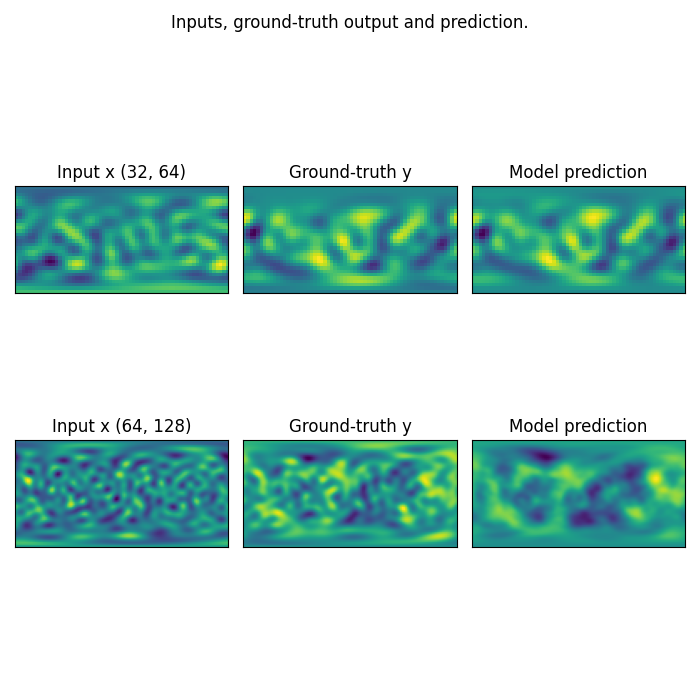 Inputs, ground-truth output and prediction.
Input x (32, 64)
Ground-truth y
Model prediction
Input x (64, 128)
Ground-truth y
Model prediction